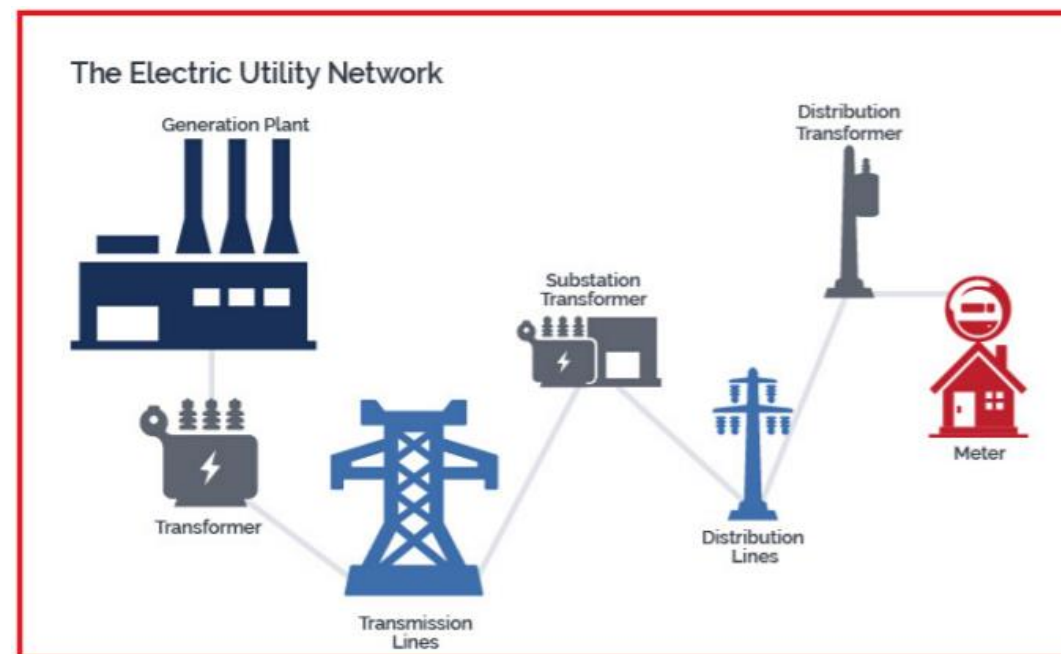 The Electric Utility Network
Generation Plant
Distribution
Transformer
Substation
Transformer
Transformer
Transmission
Lines
Distribution
Lines
Meter